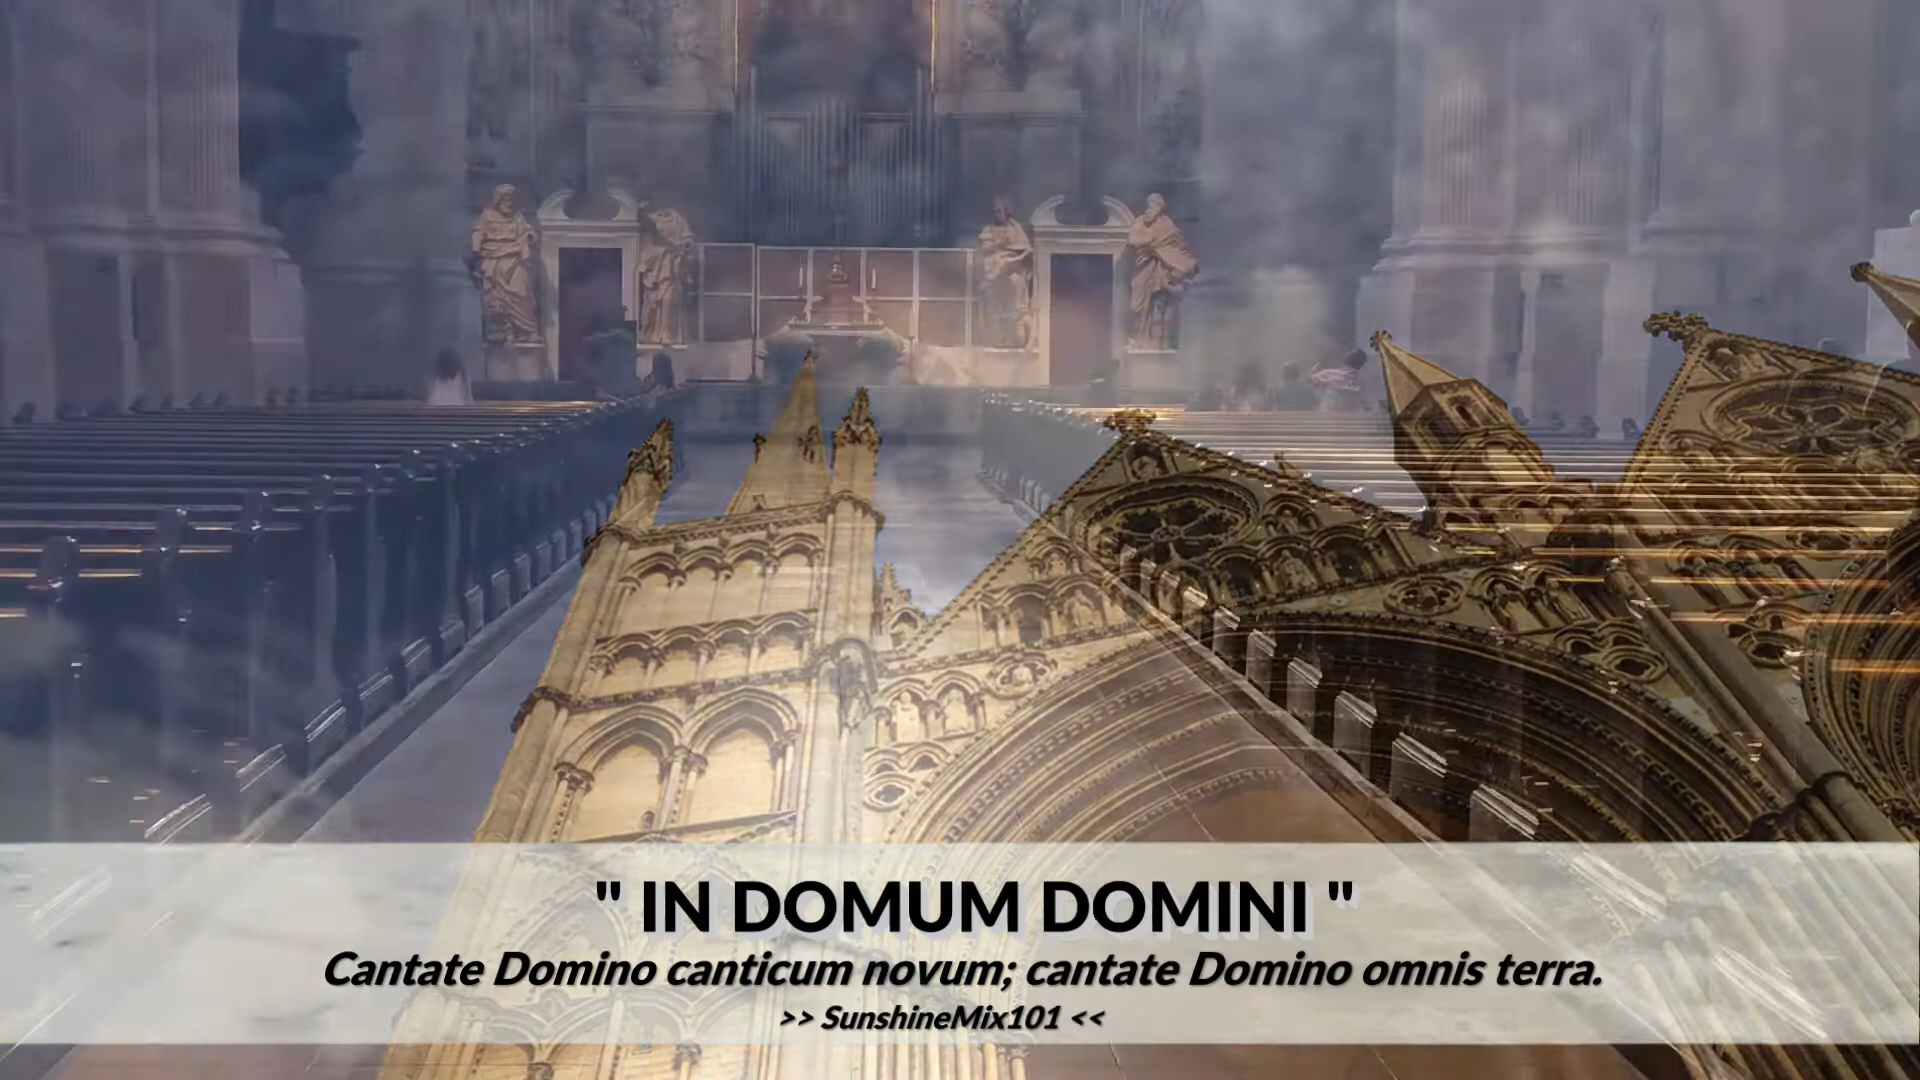 " IN DOMUM DOMINI "
Cantate Domino canticum novum; cantate Domino omnis terra.
>> SunshineMix101 <<